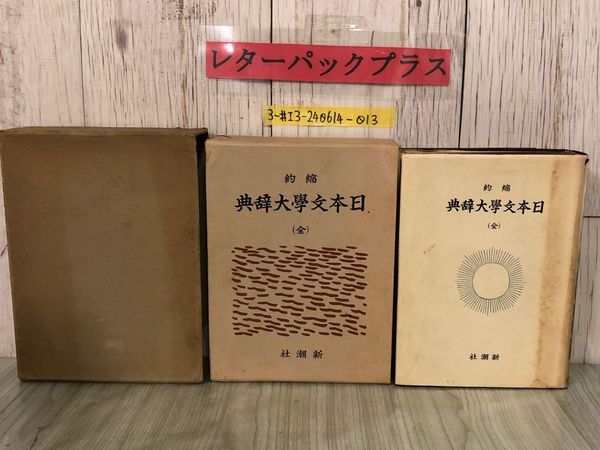 レターパックプラス
3-#I3-240614-013
約縮
典辭大學文本日
(全)
社潮新
約縮
典辭大學文本日
(全)
社潮新